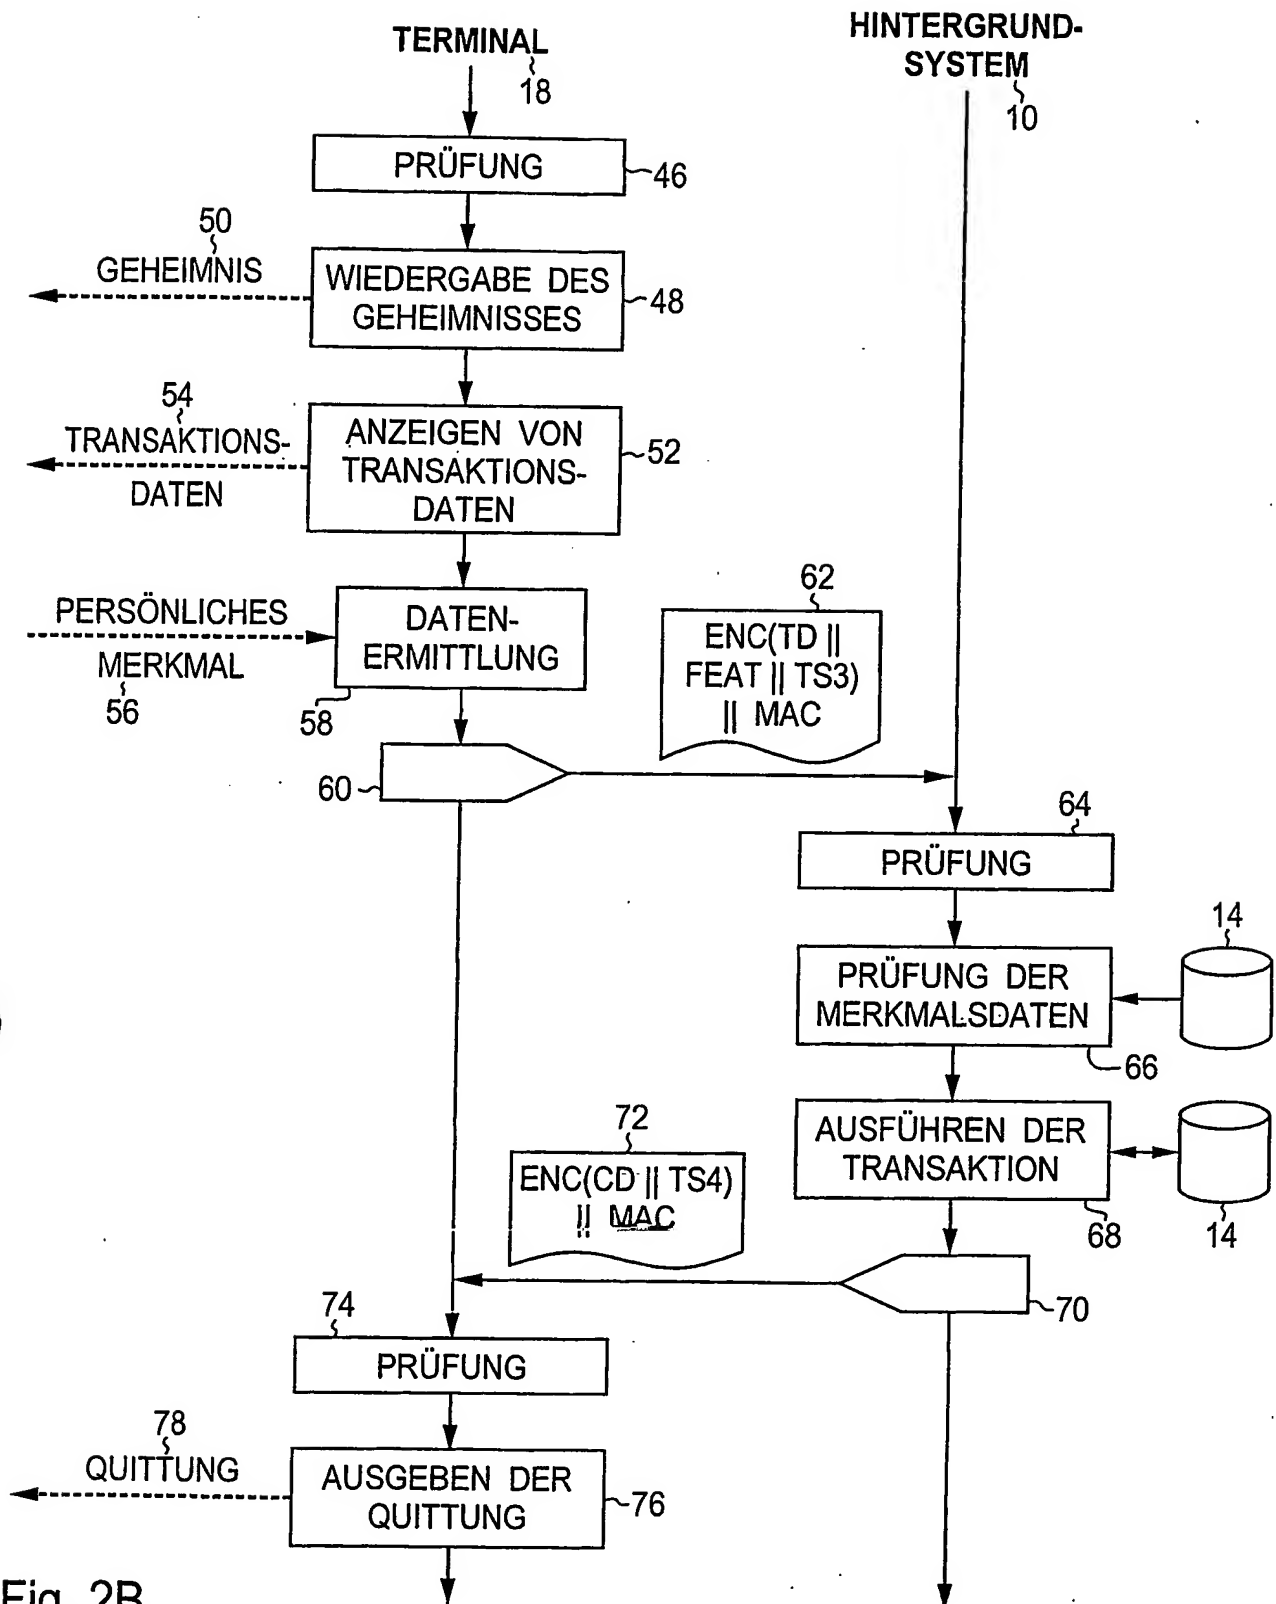 TERMINAL
18
HINTERGRUND-
SYSTEM
10
PRÜFUNG
46
50
GEHEIMNIS
WIEDERGABE DES
GEHEIMNISSES
48
54
TRANSAKTIONS-
DATEN
ANZEIGEN VON
TRANSAKTIONS-
DATEN
52
PERSÖNLICHES
MERKMAL
56
DATEN-
ERMITTLUNG
58
62
ENC(TD ||
FEAT || TS3)
|| MAC
60
64
PRÜFUNG
14
PRÜFUNG DER
MERKMALSDATEN
66
AUSFÜHREN DER
TRANSAKTION
68
14
72
ENC(CD || TS4)
|| MAC
70
74
PRÜFUNG
78
QUITTUNG
AUSGEBEN DER
QUITTUNG
76
Fig. 2B